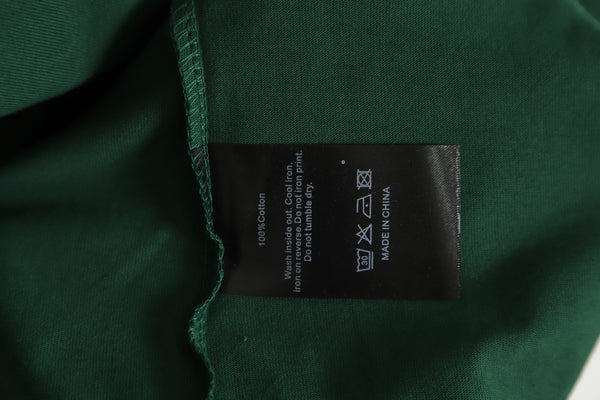 100%Cotton
Wash inside out. Cool iron.
iron on reverse.Do not iron print.
Do not tumble dry.
30
MADE IN CHINA